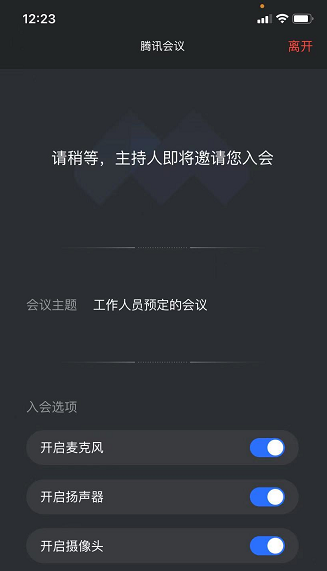 12:23
腾讯会议 离开
请稍等，主持人即将邀请您入会
会议主题 工作人员预定的会议
入会选项
开启麦克风
开启扬声器
开启摄像头